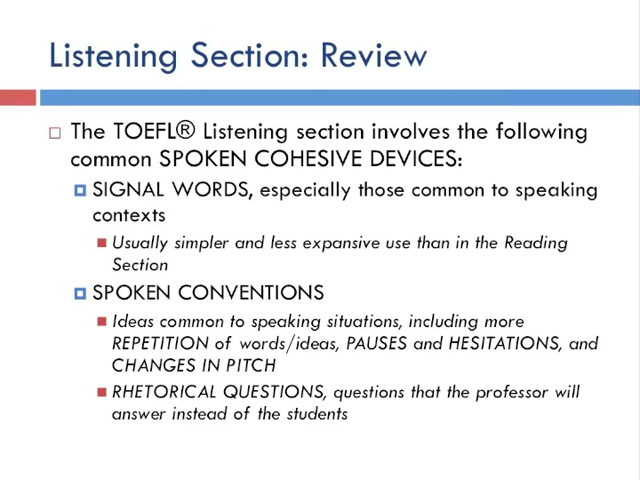 Listening Section: Review
The TOEFL® Listening section involves the following
common SPOKEN COHESIVE DEVICES:
SIGNAL WORDS, especially those common to speaking
contexts
Usually simpler and less expansive use than in the Reading
Section
SPOKEN CONVENTIONS
Ideas common to speaking situations, including more
REPETITION of words/ideas, PAUSES and HESITATIONS, and
CHANGES IN PITCH
RHETORICAL QUESTIONS, questions that the professor will
answer instead of the students